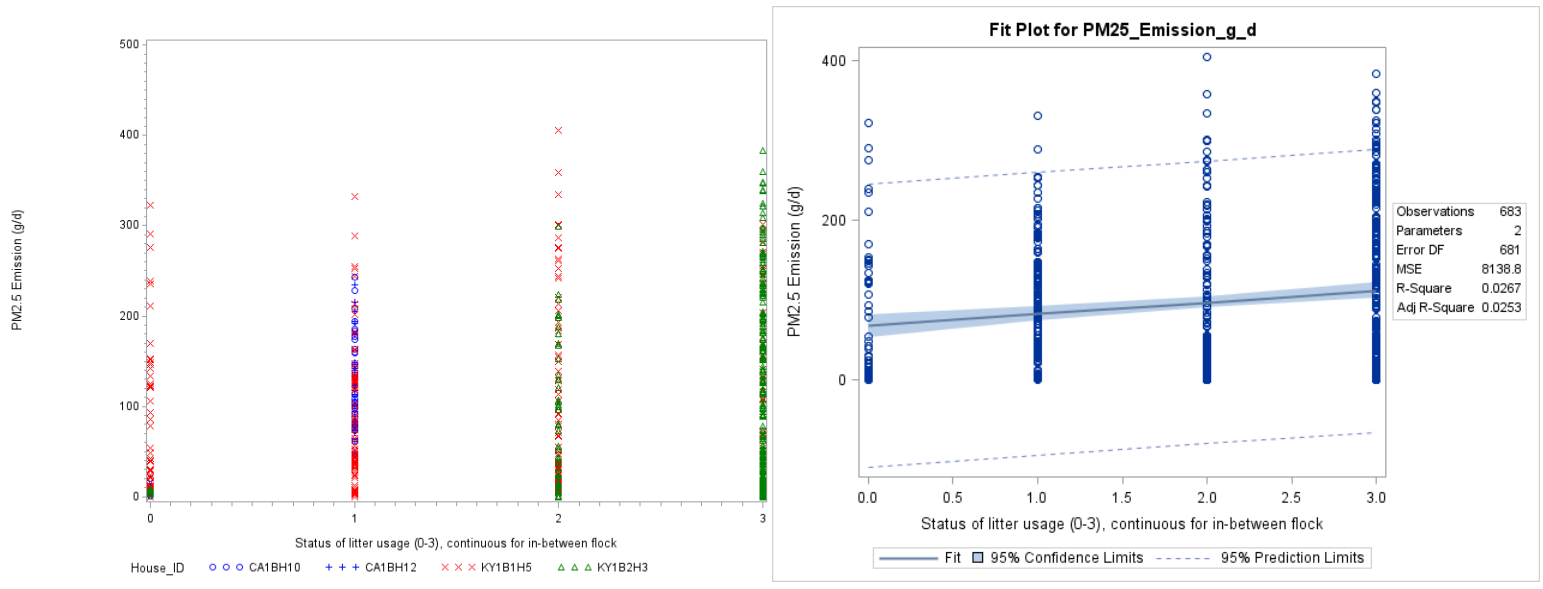 500
400
300
200
100
0
PM2.5 Emission (g/d)
0 1 2 3
Status of litter usage (0-3), continuous for in-between flock
House_ID CA1BH10 CA1BH12 KY1B1H5 KY1B2H3
Fit Plot for PM25_Emission_g_d
400
200
0
PM2.5 Emission (g/d)
0.0 0.5 1.0 1.5 2.0 2.5 3.0
Status of litter usage (0-3), continuous for in-between flock
Fit 95% Confidence Limits 95% Prediction Limits
Observations 683
Parameters 2
Error DF 681
MSE 8138.8
R-Square 0.0267
Adj R-Square 0.0253